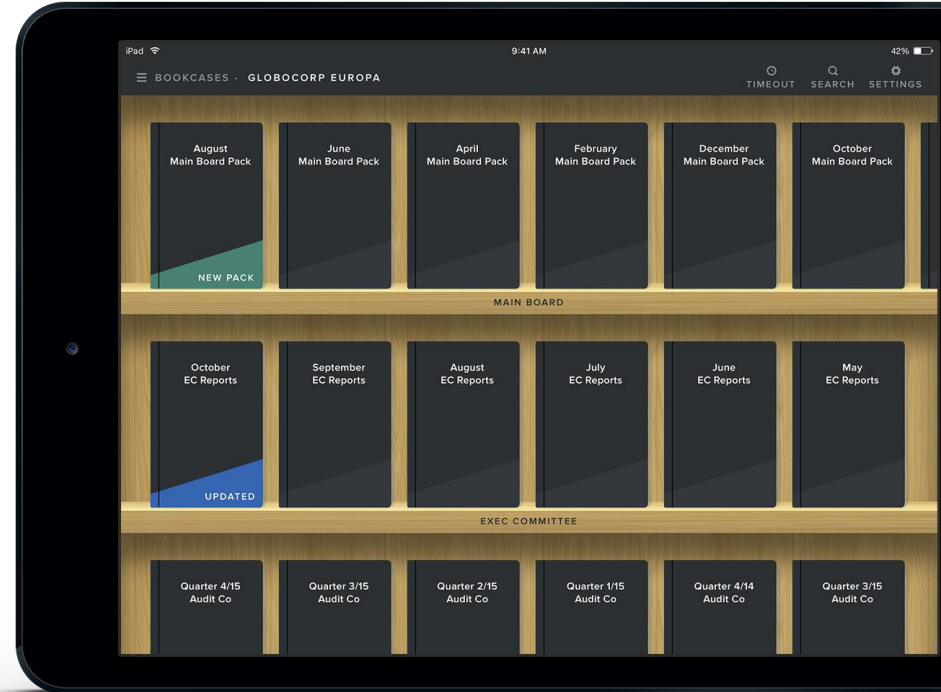 iPad 9:41 AM 42%
BOOKCASES - GLOBOCORP EUROPA
TIMEOUT SEARCH SETTINGS
August
Main Board Pack
NEW PACK
June
Main Board Pack
April
Main Board Pack
February
Main Board Pack
December
Main Board Pack
October
Main Board Pack
MAIN BOARD
October
EC Reports
UPDATED
September
EC Reports
August
EC Reports
July
EC Reports
June
EC Reports
May
EC Reports
EXEC COMMITTEE
Quarter 4/15
Audit Co
Quarter 3/15
Audit Co
Quarter 2/15
Audit Co
Quarter 1/15
Audit Co
Quarter 4/14
Audit Co
Quarter 3/15
Audit Co